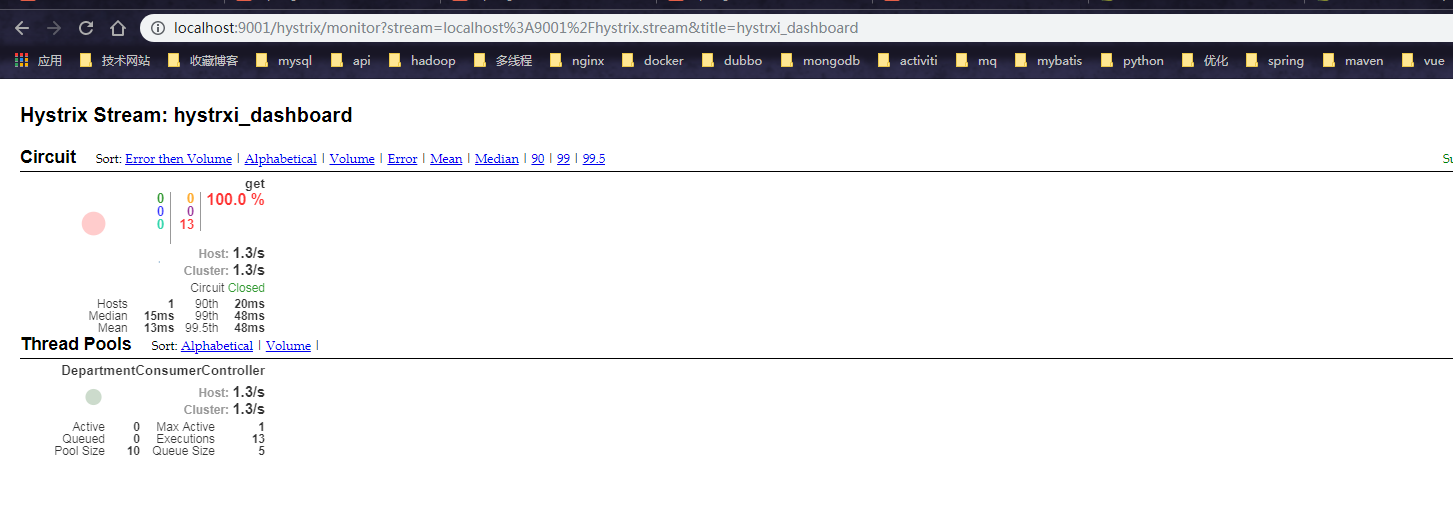 localhost:9001/hystrix/monitor?stream=localhost%3A9001%2Fhystrix.stream&title=hystrxi_dashboard
应用 技术网站 收藏博客 mysql api hadoop 多线程 nginx docker dubbo mongodb activiti mq mybatis python 优化 spring maven vue
Hystrix Stream: hystrxi_dashboard
Circuit Sort: Error then Volume | Alphabetical | Volume | Error | Mean | Median | 90 | 99 | 99.5 Su
get
0 0 100.0 %
0 0
0 13
Host: 1.3/s
Cluster: 1.3/s
Circuit Closed
Hosts 1 90th 20ms
Median 15ms 99th 48ms
Mean 13ms 99.5th 48ms
Thread Pools Sort: Alphabetical | Volume |
DepartmentConsumerController
Host: 1.3/s
Cluster: 1.3/s
Active 0 Max Active 1
Queued 0 Executions 13
Pool Size 10 Queue Size 5